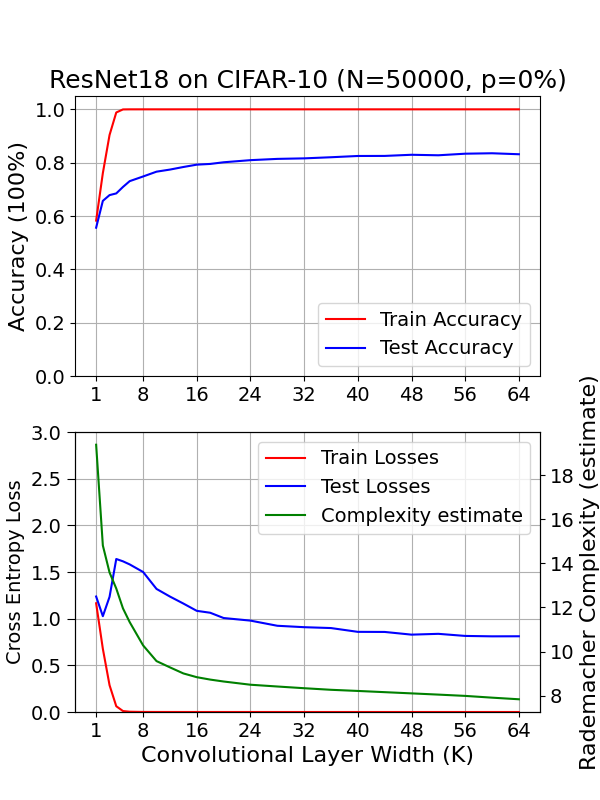 ResNet18 on CIFAR-10 (N=50000, p=0%)
Accuracy (100%)
1.0
0.8
0.6
0.4
0.2
0.0
Train Accuracy
Test Accuracy
1 8 16 24 32 40 48 56 64
Cross Entropy Loss
3.0
2.5
2.0
1.5
1.0
0.5
0.0
Train Losses
Test Losses
Complexity estimate
18
16
14
12
10
8
Rademacher Complexity (estimate)
1 8 16 24 32 40 48 56 64
Convolutional Layer Width (K)